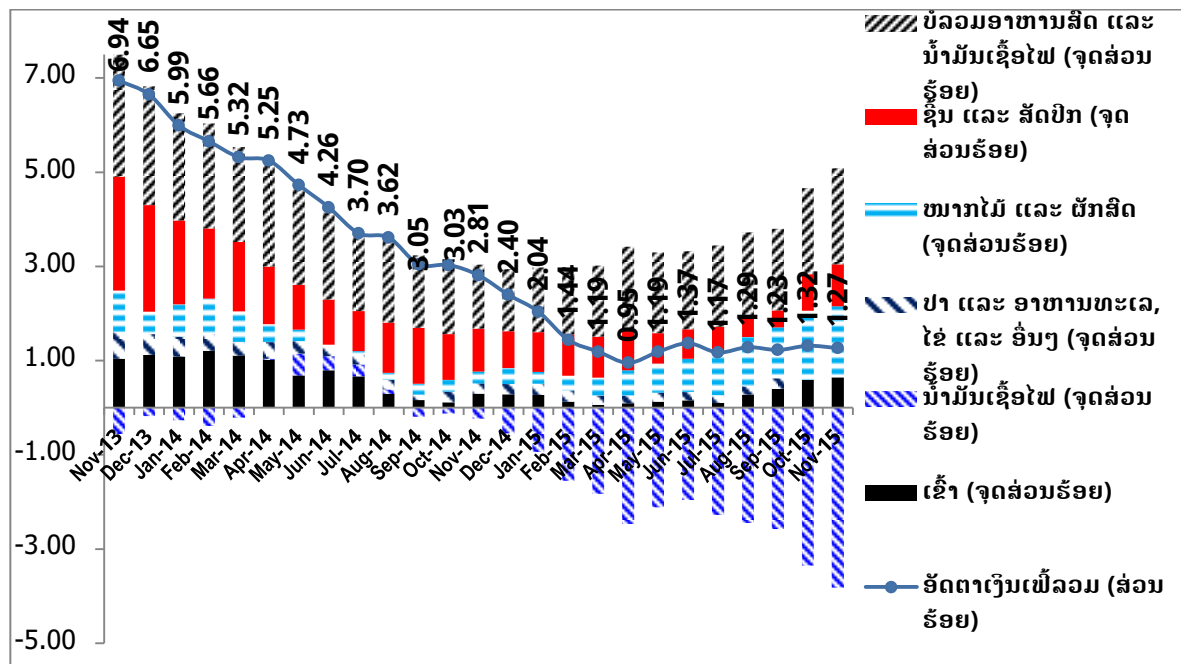 7.00
5.00
3.00
1.00
-1.00
-3.00
-5.00
6.94
6.65
5.99
5.66
5.32
5.25
4.73
4.26
3.70
3.62
3.05
3.03
2.81
2.40
2.04
1.44
1.19
0.95
1.19
1.37
1.17
1.29
1.23
1.32
1.27
Nov-13
Dec-13
Jan-14
Feb-14
Mar-14
Apr-14
May-14
Jun-14
Jul-14
Aug-14
Sep-14
Oct-14
Nov-14
Dec-14
Jan-15
Feb-15
Mar-15
Apr-15
May-15
Jun-15
Jul-15
Aug-15
Sep-15
Oct-15
Nov-15
ບໍ່ລວມອາຫານສົດ ແລະ
ນ້ຳມັນເຊື້ອໄຟ (ຈຸດສ່ວນ
ຮ້ອຍ)
ຊີ້ນ ແລະ ສັດປີກ (ຈຸດ
ສ່ວນຮ້ອຍ)
ໝາກໄມ້ ແລະ ຜັກສົດ
(ຈຸດສ່ວນຮ້ອຍ)
ປາ ແລະ ອາຫານທະເລ,
ໄຂ່ ແລະ ອື່ນໆ (ຈຸດສ່ວນ
ຮ້ອຍ)
ນ້ຳມັນເຊື້ອໄຟ (ຈຸດສ່ວນ
ຮ້ອຍ)
ເຂົ້າ (ຈຸດສ່ວນຮ້ອຍ)
ອັດຕາເງິນເຟີ້ລວມ (ສ່ວນ
ຮ້ອຍ)